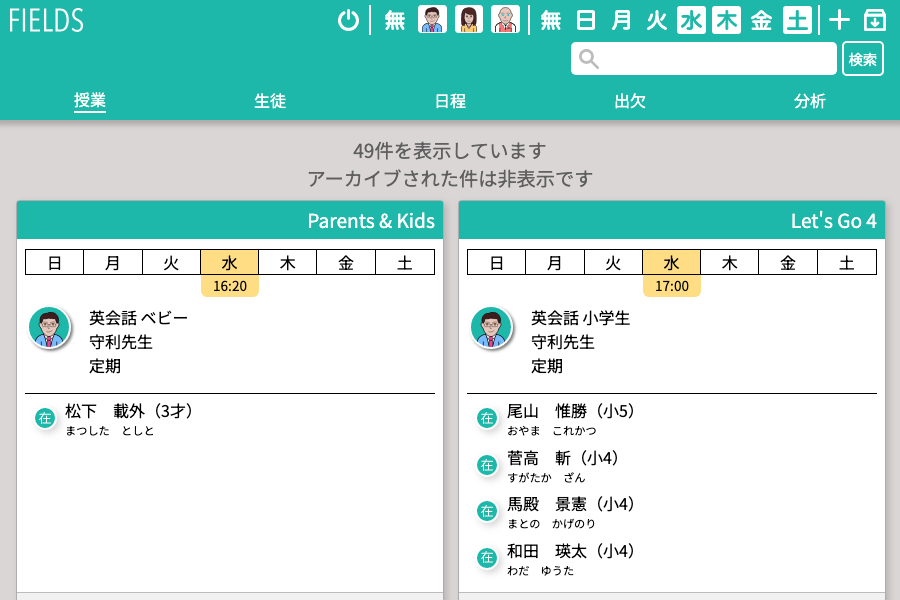 FIELDS 無 無 日 月 火 水 木 金 土
検索
授業 生徒 日程 出欠 分析
49件を表示しています
アーカイブされた件は非表示です
Parents & Kids
日 月 火 水 木 金 土
16:20
英会話 ベビー
守利先生
定期
在 松下　載外（3才）
まつした　としと
Let's Go 4
日 月 火 水 木 金 土
17:00
英会話 小学生
守利先生
定期
在 尾山　惟勝（小5）
おやま　これかつ
在 菅高　斬（小4）
すがたか　ざん
在 馬殿　景憲（小4）
まとの　かげのり
在 和田　瑛太（小4）
わだ　ゆうた